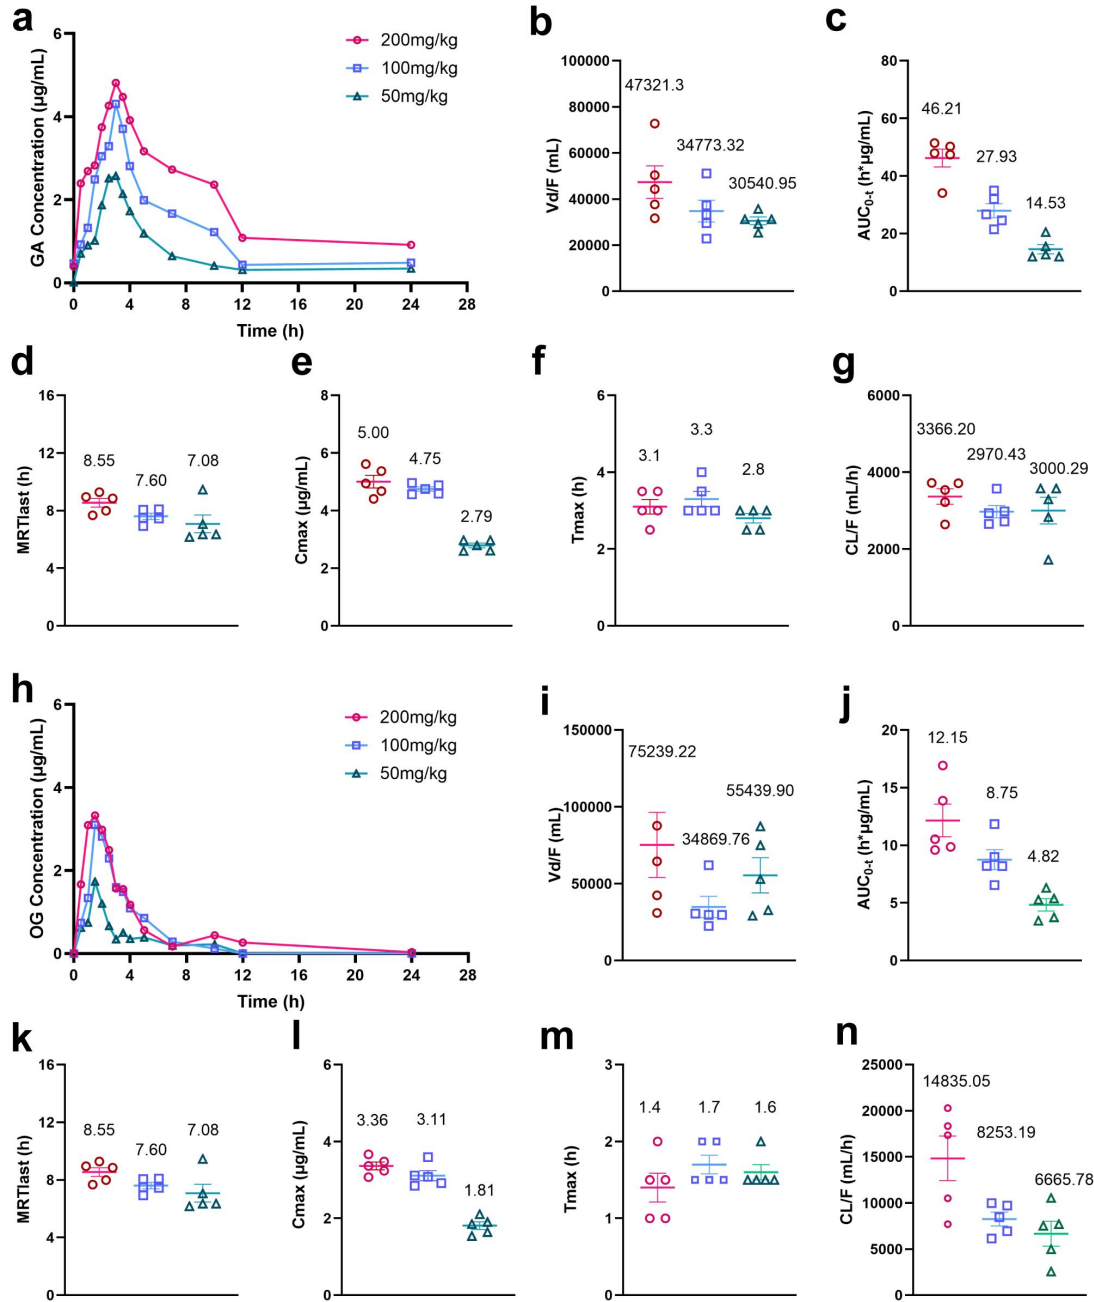 a
GA Concentration (μg/mL)
6
4
2
0
0 4 8 12 16 20 24 28
Time (h)
200mg/kg
100mg/kg
50mg/kg
b
Vd/F (mL)
100000
80000
60000
40000
20000
0
47321.3
34773.32
30540.95
c
AUC0-t (h*μg/mL)
80
60
40
20
0
46.21
27.93
14.53
d
MRTlast (h)
16
12
8
4
0
8.55
7.60
7.08
e
Cmax (μg/mL)
8
6
4
2
0
5.00
4.75
2.79
f
Tmax (h)
6
4
2
0
3.1
3.3
2.8
g
CL/F (mL/h)
6000
4000
2000
0
3366.20
2970.43
3000.29
h
OG Concentration (μg/mL)
6
4
2
0
0 4 8 12 16 20 24 28
Time (h)
200mg/kg
100mg/kg
50mg/kg
i
Vd/F (mL)
150000
100000
50000
0
75239.22
34869.76
55439.90
j
AUC0-t (h*μg/mL)
20
15
10
5
0
12.15
8.75
4.82
k
MRTlast (h)
16
12
8
4
0
8.55
7.60
7.08
l
Cmax (μg/mL)
6
4
2
0
3.36
3.11
1.81
m
Tmax (h)
3
2
1
0
1.4
1.7
1.6
n
CL/F (mL/h)
25000
20000
15000
10000
5000
0
14835.05
8253.19
6665.78